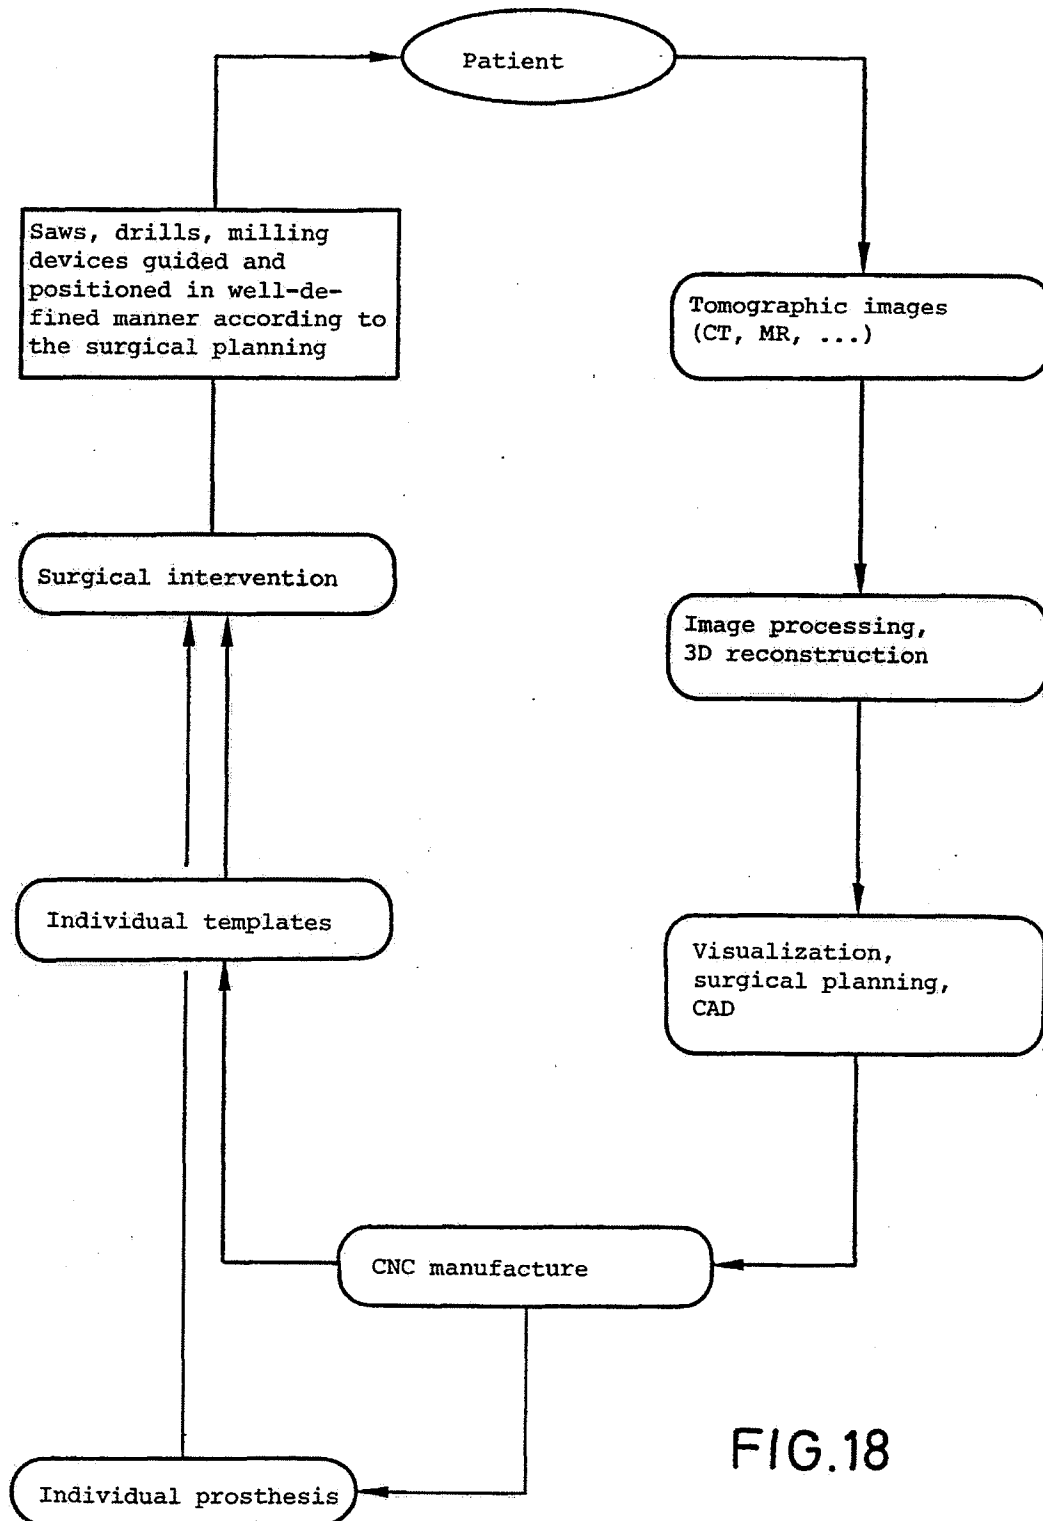 Patient
Saws, drills, milling
devices guided and
positioned in well-de-
fined manner according to
the surgical planning
Tomographic images
(CT, MR, ...)
Surgical intervention
Image processing,
3D reconstruction
Individual templates
Visualization,
surgical planning,
CAD
CNC manufacture
Individual prosthesis
FIG.18